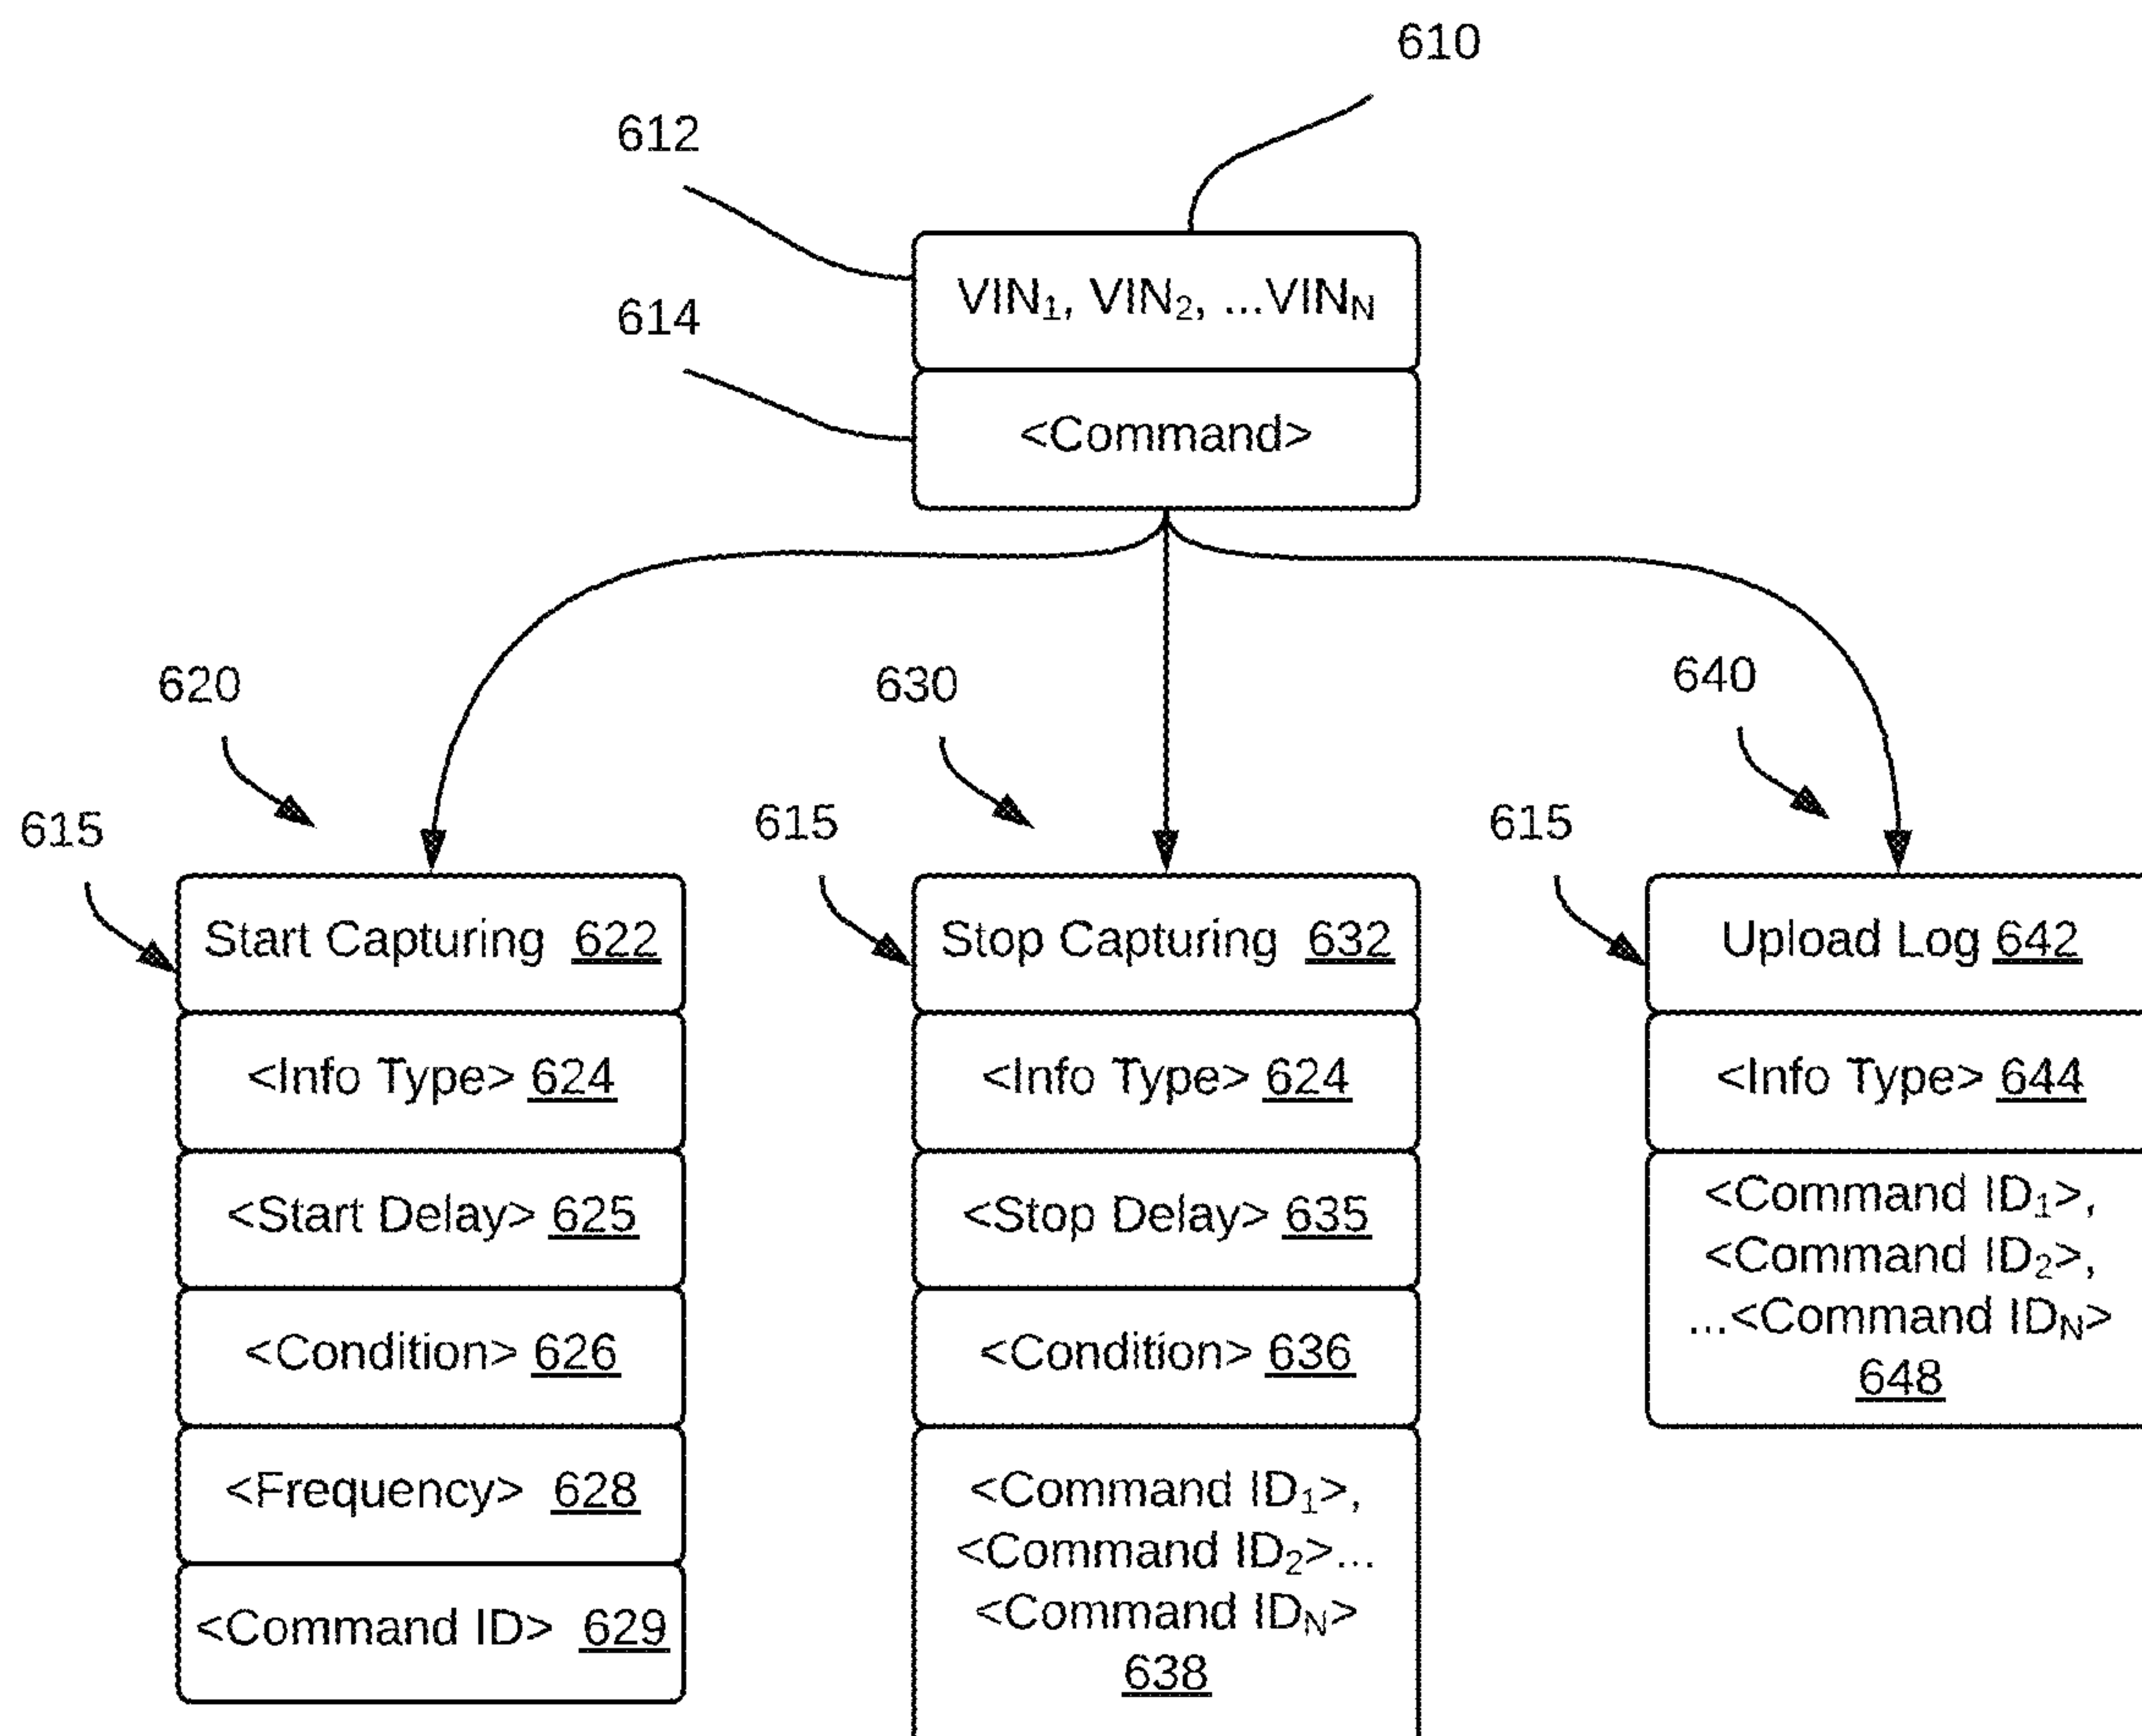 610
612
VIN₁, VIN₂, ...VIN_N
614
<Command>
620
630
640
615
615
615
Start Capturing 622
<Info Type> 624
<Start Delay> 625
<Condition> 626
<Frequency> 628
<Command ID> 629
Stop Capturing 632
<Info Type> 624
<Stop Delay> 635
<Condition> 636
<Command ID₁>,
<Command ID₂>...
<Command ID_N>
638
Upload Log 642
<Info Type> 644
<Command ID₁>,
<Command ID₂>,
...<Command ID_N>
648